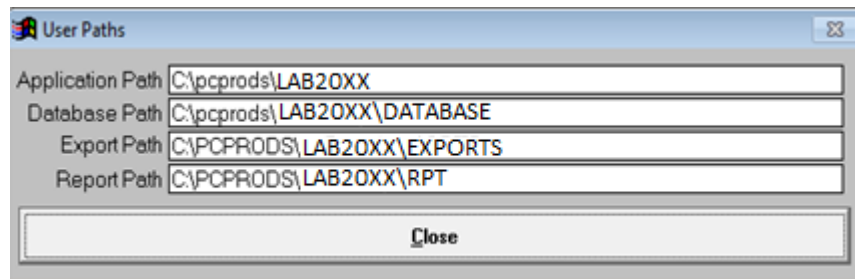 User Paths
Application Path C:\pcprods\LAB20XX
Database Path C:\pcprods\LAB20XX\DATABASE
Export Path C:\PCPRODS\LAB20XX\EXPORTS
Report Path C:\PCPRODS\LAB20XX\RPT
Close